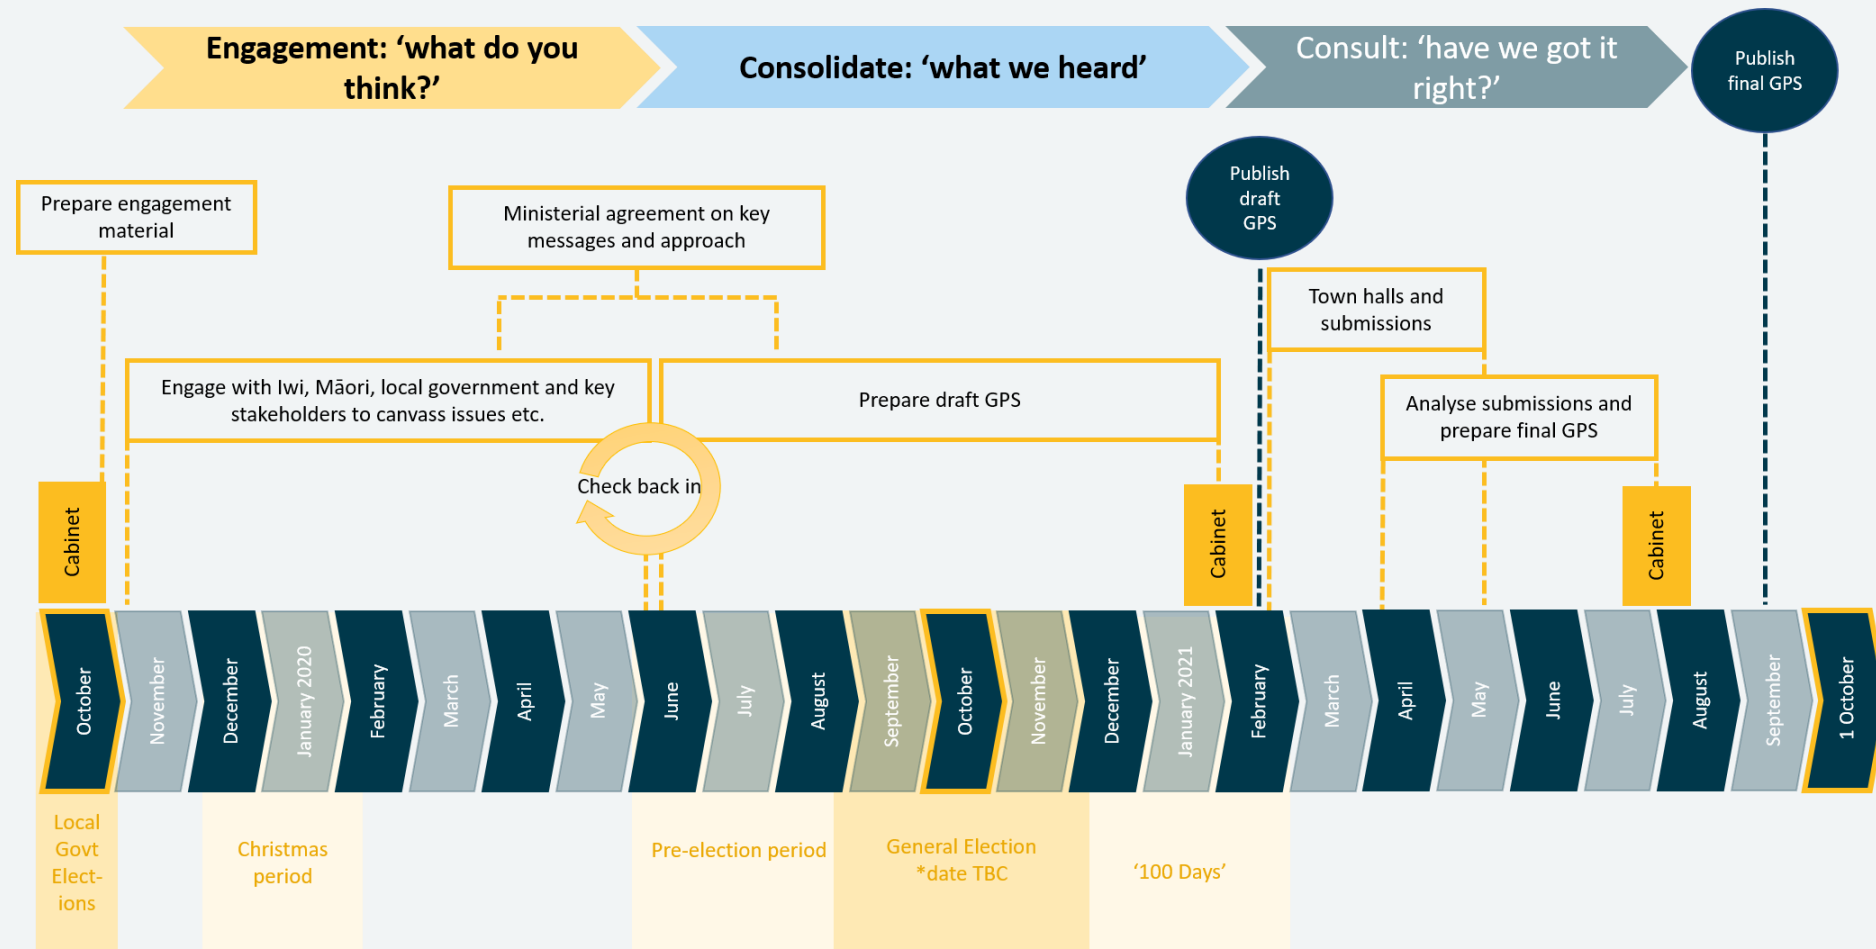 Engagement: ‘what do you
think?’
Consolidate: ‘what we heard’
Consult: ‘have we got it
right?’
Publish
final GPS
Publish
draft
GPS
Prepare engagement
material
Ministerial agreement on key
messages and approach
Town halls and
submissions
Engage with Iwi, Māori, local government and key
stakeholders to canvass issues etc.
Prepare draft GPS
Analyse submissions and
prepare final GPS
Check back in
Cabinet
Cabinet
Cabinet
October
November
December
January 2020
February
March
April
May
June
July
August
September
October
November
December
January 2021
February
March
April
May
June
July
August
September
1 October
Local
Govt
Elect-
ions
Christmas
period
Pre-election period
General Election
*date TBC
‘100 Days’